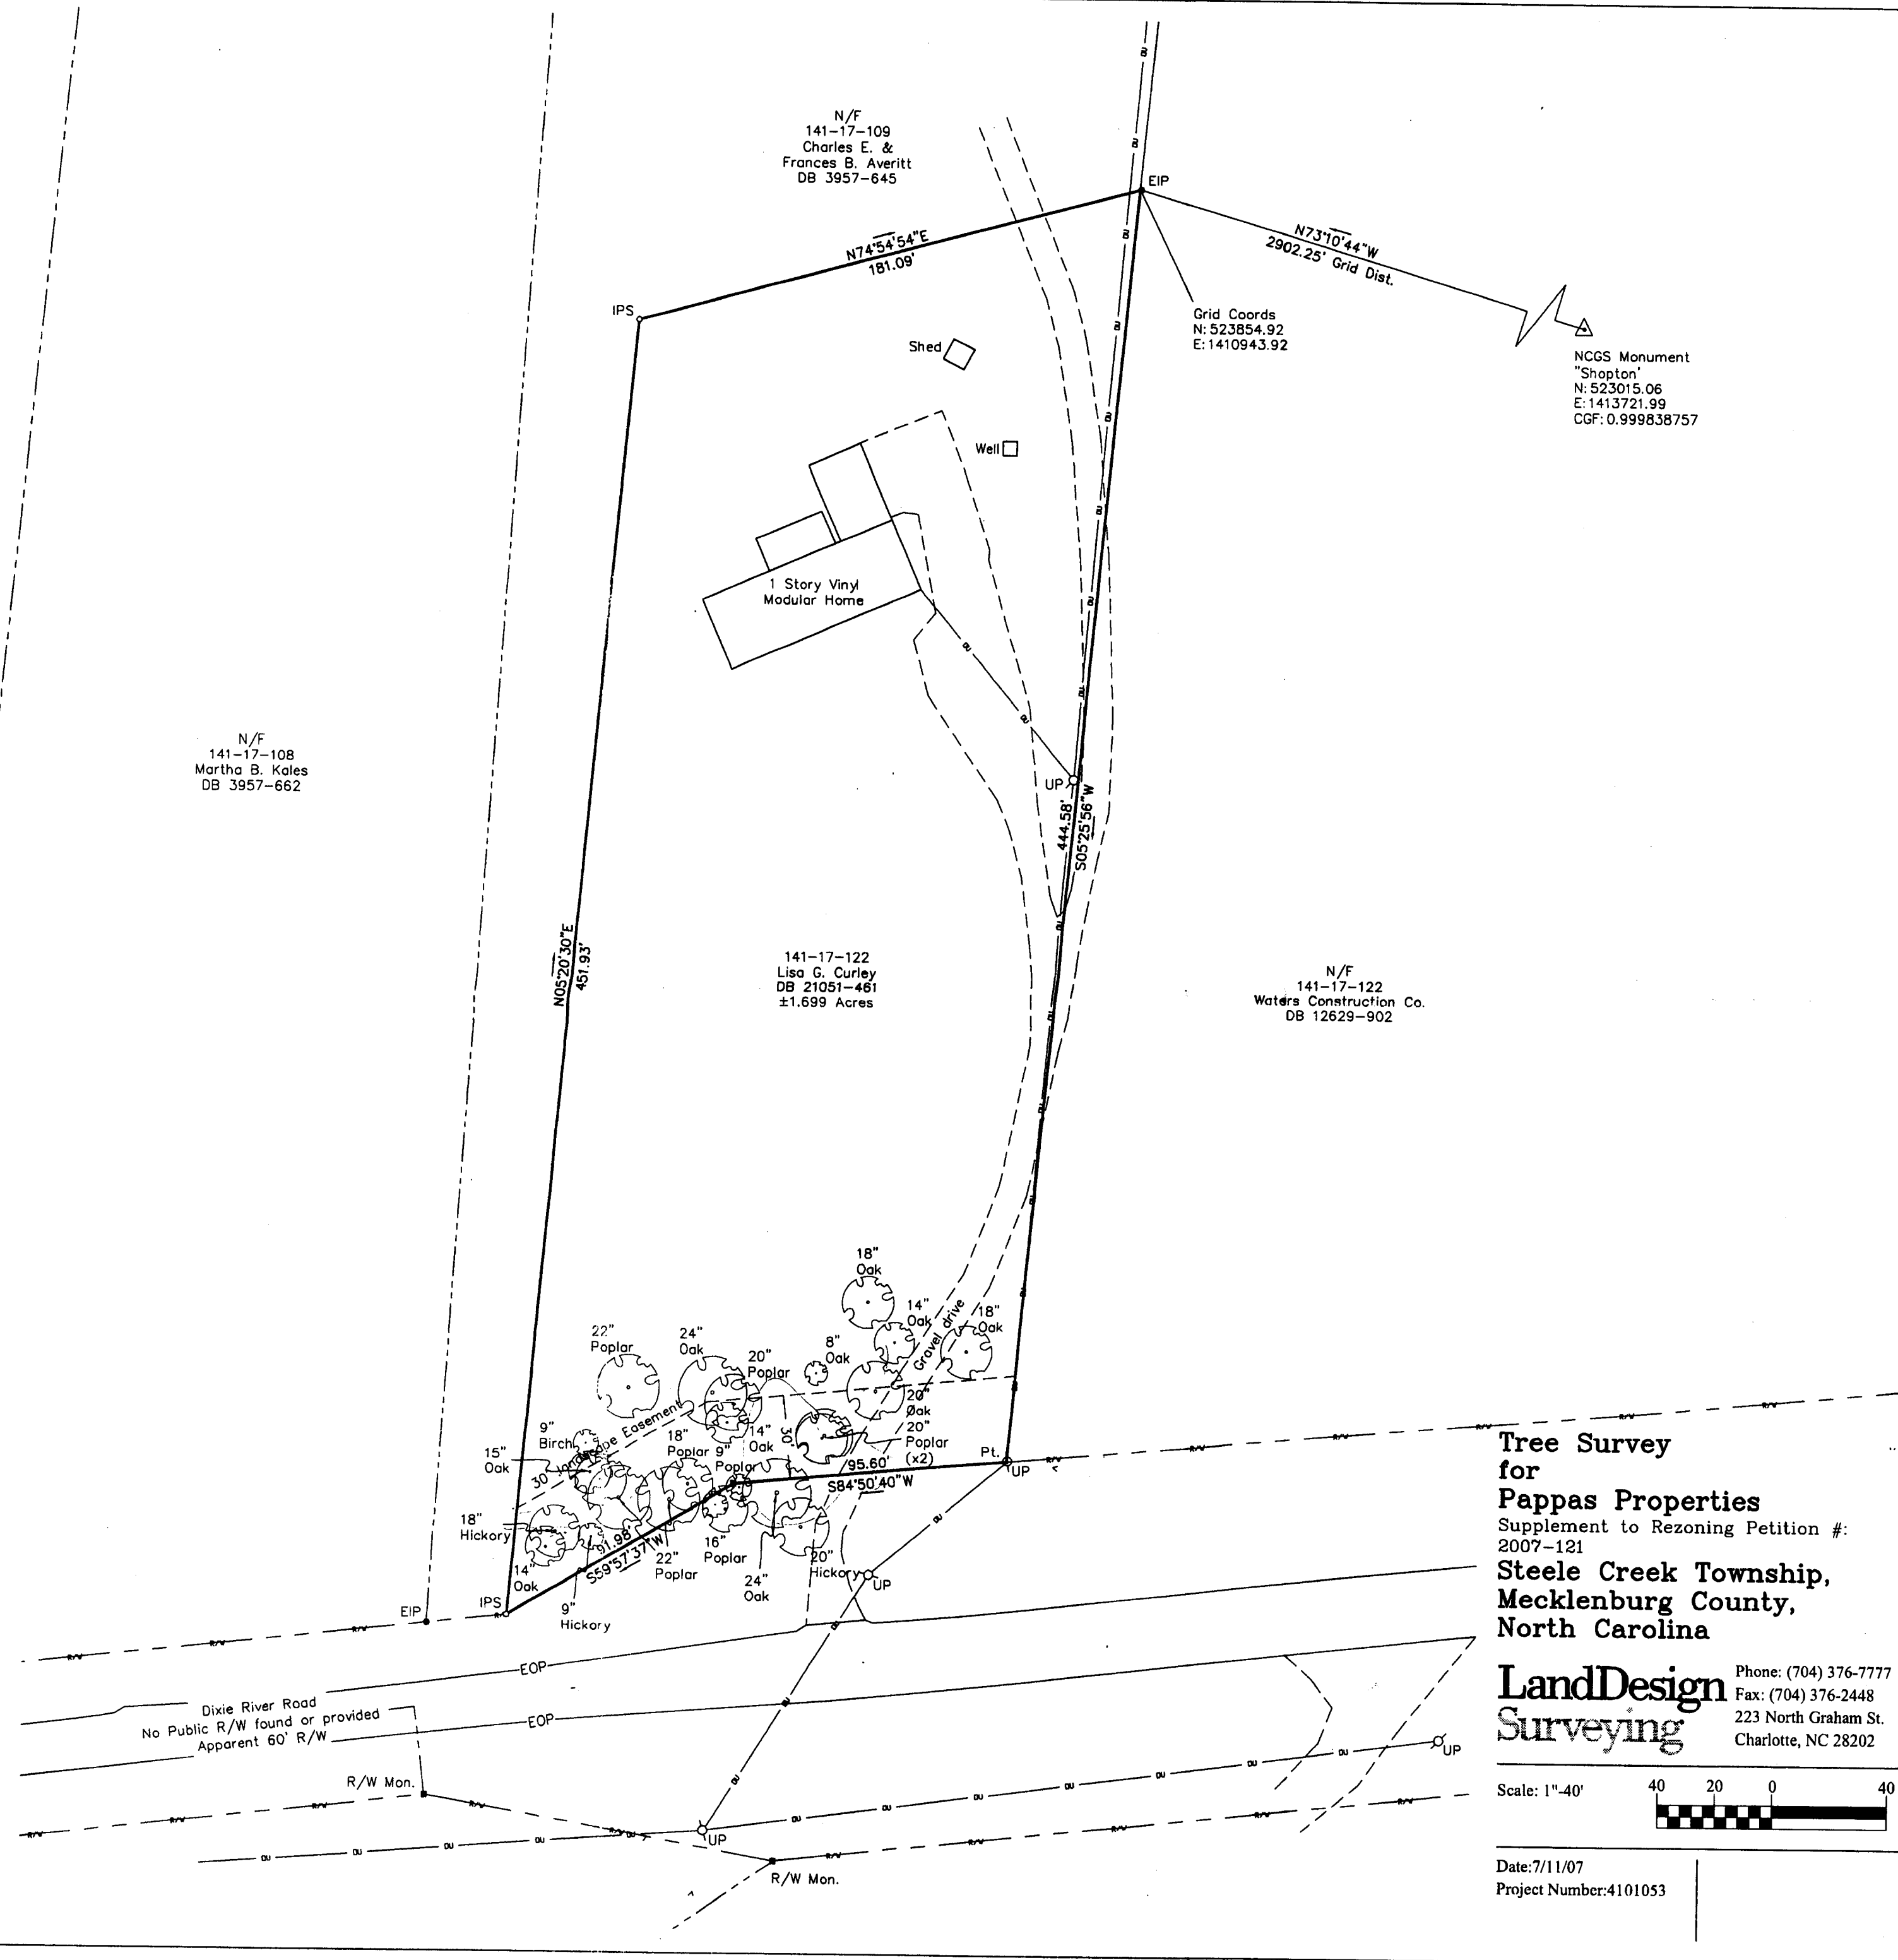 N/F
141-17-109
Charles E. &
Frances B. Averitt
DB 3957-645
EIP
N74°54'54"E
181.09'
N73°10'44"W
2902.25' Grid Dist.
IPS
Grid Coords
N: 523854.92
E: 1410943.92
NCGS Monument
"Shopton'
N: 523015.06
E: 1413721.99
CGF: 0.999838757
Shed
Well
1 Story Vinyl
Modular Home
N/F
141-17-108
Martha B. Kales
DB 3957-662
UP
444.58'
S05°25'56"W
N05°20'30"E
451.93'
141-17-122
Lisa G. Curley
DB 21051-461
±1.699 Acres
N/F
141-17-122
Waters Construction Co.
DB 12629-902
18"
Oak
14"
Oak
18"
Oak
Gravel drive
22"
Poplar
24"
Oak
20"
Poplar
8"
Oak
20"
Oak
20"
Poplar
(x2)
9"
Birch
15"
Oak
30' landscape Easement
18"
Poplar
9"
Poplar
14"
Oak
30'
95.60'
S84°50'40"W
Pt.
UP
18"
Hickory
14"
Oak
91.98'
S59°57'37"W
22"
Poplar
16"
Poplar
24"
Oak
20"
Hickory
UP
9"
Hickory
IPS
EIP
R/W
EOP
EOP
Dixie River Road
No Public R/W found or provided
Apparent 60' R/W
R/W Mon.
UP
UP
OU
R/W Mon.
Tree Survey
for
Pappas Properties
Supplement to Rezoning Petition #:
2007-121
Steele Creek Township,
Mecklenburg County,
North Carolina
LandDesign
Surveying
Phone: (704) 376-7777
Fax: (704) 376-2448
223 North Graham St.
Charlotte, NC 28202
Scale: 1"-40'
40 20 0 40
Date:7/11/07
Project Number:4101053